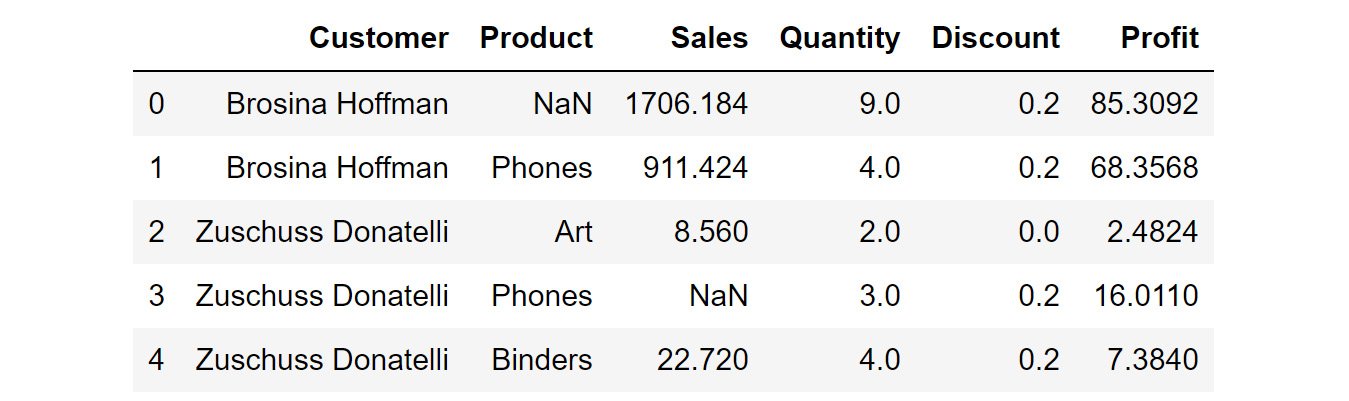 Customer Product Sales Quantity Discount Profit
0 Brosina Hoffman NaN 1706.184 9.0 0.2 85.3092
1 Brosina Hoffman Phones 911.424 4.0 0.2 68.3568
2 Zuschuss Donatelli Art 8.560 2.0 0.0 2.4824
3 Zuschuss Donatelli Phones NaN 3.0 0.2 16.0110
4 Zuschuss Donatelli Binders 22.720 4.0 0.2 7.3840